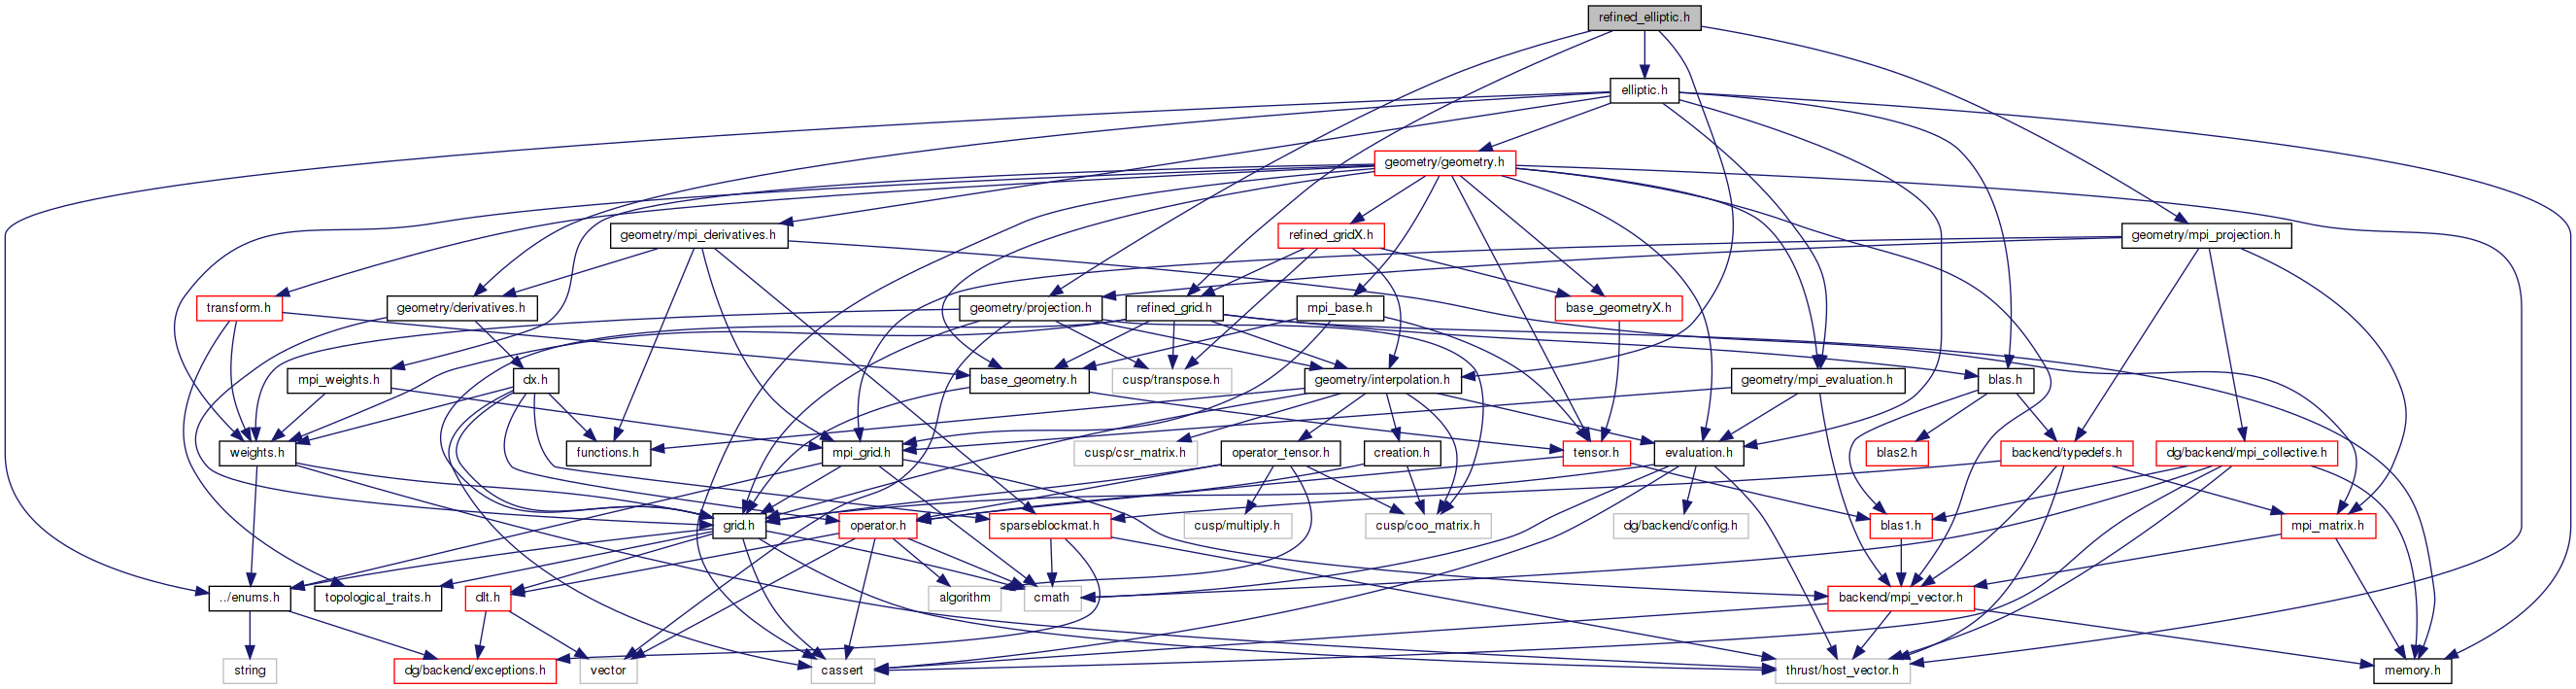 refined_elliptic.h
elliptic.h
geometry/geometry.h
geometry/mpi_derivatives.h
refined_gridX.h
geometry/mpi_projection.h
transform.h
geometry/derivatives.h
geometry/projection.h
refined_grid.h
mpi_base.h
base_geometryX.h
mpi_weights.h
dx.h
base_geometry.h
cusp/transpose.h
geometry/interpolation.h
geometry/mpi_evaluation.h
blas.h
weights.h
functions.h
mpi_grid.h
cusp/csr_matrix.h
operator_tensor.h
creation.h
tensor.h
evaluation.h
blas2.h
backend/typedefs.h
dg/backend/mpi_collective.h
grid.h
operator.h
sparseblockmat.h
cusp/multiply.h
cusp/coo_matrix.h
dg/backend/config.h
blas1.h
mpi_matrix.h
../enums.h
topological_traits.h
dlt.h
algorithm
cmath
backend/mpi_vector.h
string
dg/backend/exceptions.h
vector
cassert
thrust/host_vector.h
memory.h